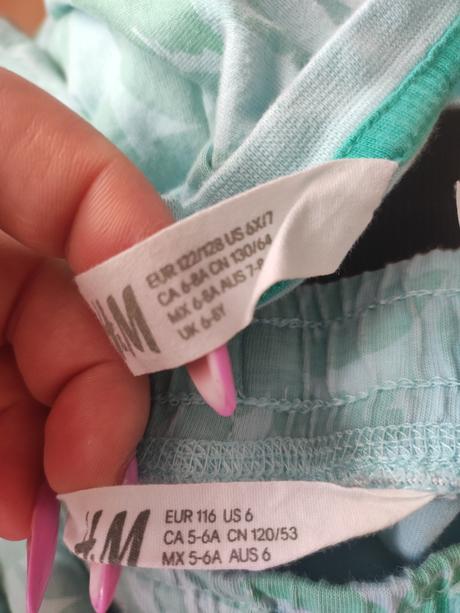 H&M
EUR 122/128 US 6X/7
CA 6-8A CN 130/64
MX 6-8A AUS 7-8
UK 6-8Y
H&M
EUR 116 US 6
CA 5-6A CN 120/53
MX 5-6A AUS 6